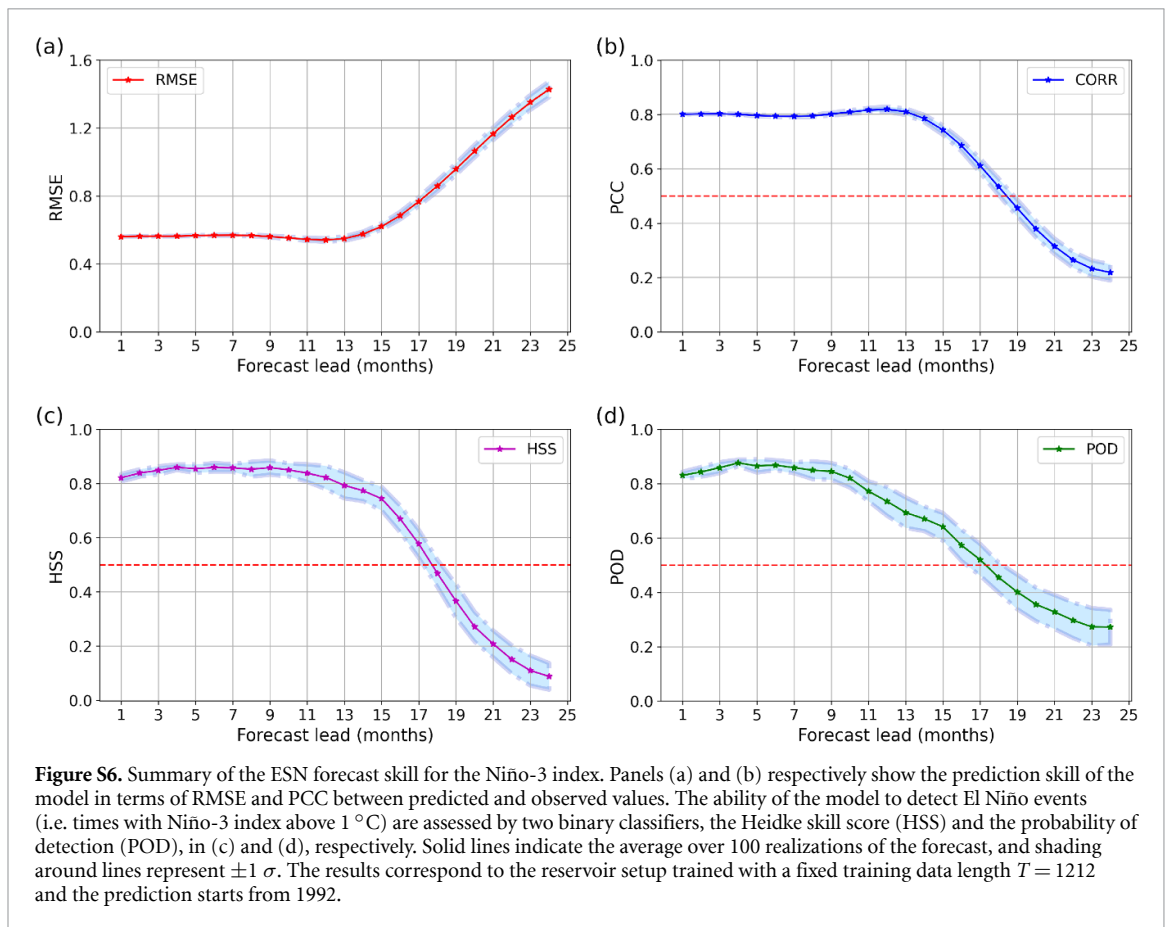 (a)
RMSE
1.6
1.2
0.8
0.4
0.0
RMSE
1 3 5 7 9 11 13 15 17 19 21 23 25
Forecast lead (months)
(b)
CORR
1.0
0.8
0.6
0.4
0.2
0.0
PCC
1 3 5 7 9 11 13 15 17 19 21 23 25
Forecast lead (months)
(c)
HSS
1.0
0.8
0.6
0.4
0.2
0.0
HSS
1 3 5 7 9 11 13 15 17 19 21 23 25
Forecast lead (months)
(d)
POD
1.0
0.8
0.6
0.4
0.2
0.0
POD
1 3 5 7 9 11 13 15 17 19 21 23 25
Forecast lead (months)
Figure S6. Summary of the ESN forecast skill for the Niño-3 index. Panels (a) and (b) respectively show the prediction skill of the
model in terms of RMSE and PCC between predicted and observed values. The ability of the model to detect El Niño events
(i.e. times with Niño-3 index above 1 °C) are assessed by two binary classifiers, the Heidke skill score (HSS) and the probability of
detection (POD), in (c) and (d), respectively. Solid lines indicate the average over 100 realizations of the forecast, and shading
around lines represent ±1 σ. The results correspond to the reservoir setup trained with a fixed training data length T = 1212
and the prediction starts from 1992.